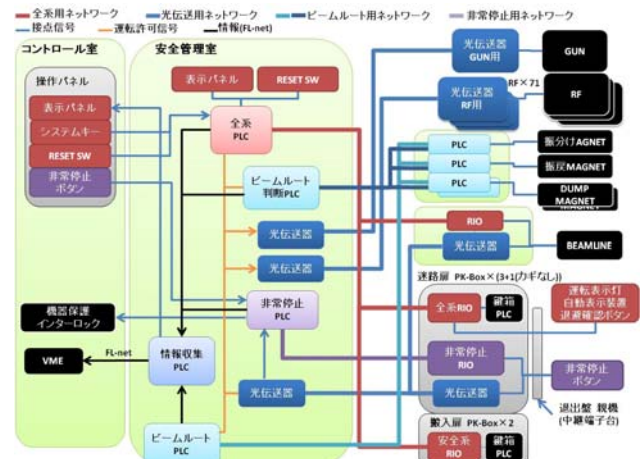 全系用ネットワーク 光伝送用ネットワーク ビームルート用ネットワーク 非常停止用ネットワーク
接点信号 運転許可信号 情報(FL-net)
コントロール室
操作パネル
表示パネル
システムキー
RESET SW
非常停止
ボタン
機器保護
インターロック
VME
FL-net
安全管理室
表示パネル
RESET SW
全系
PLC
ビームルート
判断PLC
光伝送器
光伝送器
非常停止
PLC
情報収集
PLC
光伝送器
ビームルート
PLC
光伝送器
GUN用
GUN
光伝送器
RF用
RF×71
RF
PLC
PLC
PLC
振分けAGNET
振戻MAGNET
DUMP
MAGNET
RIO
光伝送器
BEAMLINE
迷路扉 PK-Box×(3+1(カギなし))
全系RIO
鍵箱
PLC
運転表示灯
自動表示装置
退避確認ボタン
非常停止
RIO
光伝送器
非常停止
ボタン
退出盤 親機
(中継端子台)
搬入扉 PK-Box×2
安全系
RIO
鍵箱
PLC